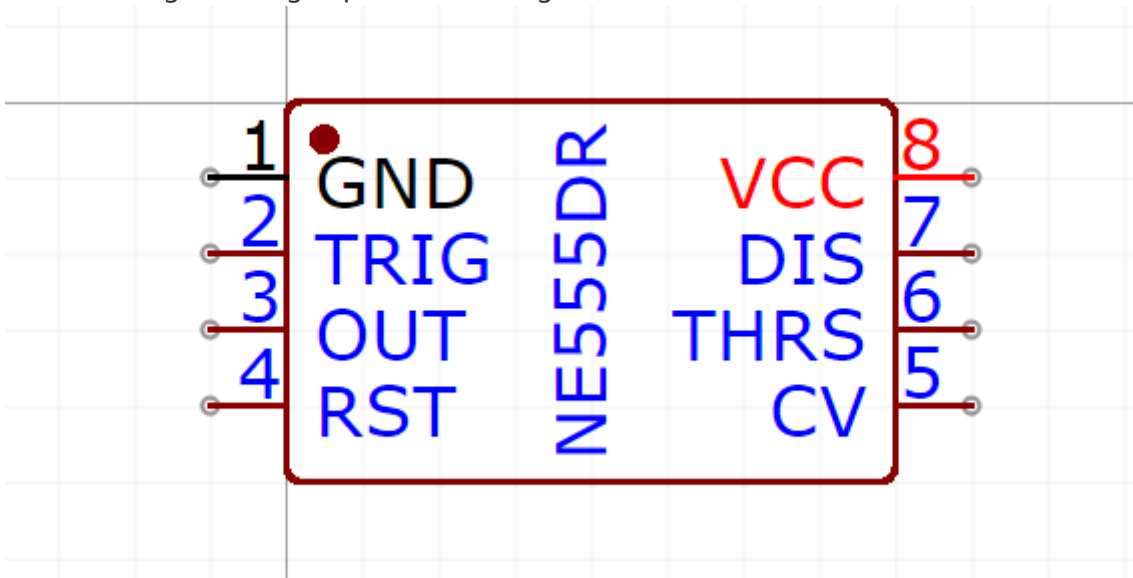 1 GND
2 TRIG
3 OUT
4 RST
NE555DR
VCC 8
DIS 7
THRS 6
CV 5